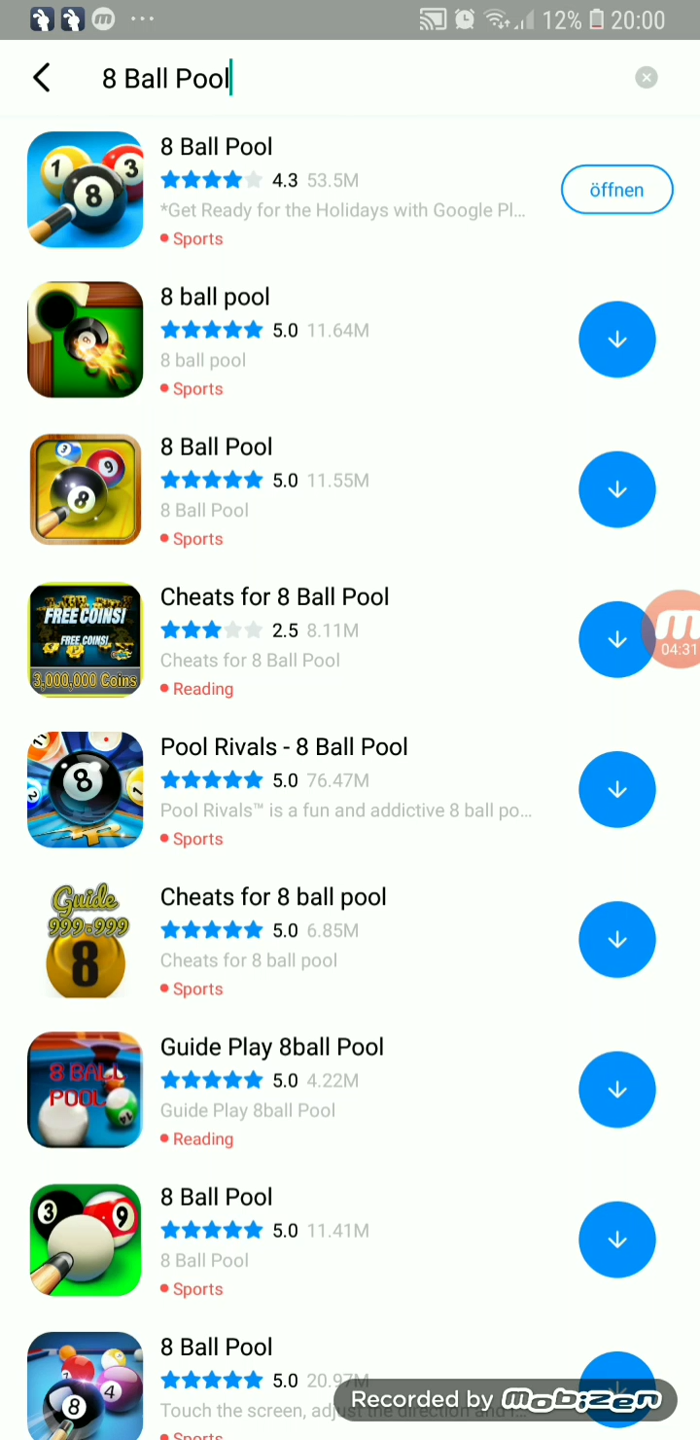 12% 20:00
8 Ball Pool
8 Ball Pool
4.3 53.5M
*Get Ready for the Holidays with Google Pl...
Sports
öffnen
8 ball pool
5.0 11.64M
8 ball pool
Sports
8 Ball Pool
5.0 11.55M
8 Ball Pool
Sports
FREE COINS!
FREE COINS!
3,000,000 Coins
Cheats for 8 Ball Pool
2.5 8.11M
Cheats for 8 Ball Pool
Reading
04:31
Pool Rivals - 8 Ball Pool
5.0 76.47M
Pool Rivals™ is a fun and addictive 8 ball po...
Sports
Guide
999-999
8
Cheats for 8 ball pool
5.0 6.85M
Cheats for 8 ball pool
Sports
8 BALL
POOL
Guide Play 8ball Pool
5.0 4.22M
Guide Play 8ball Pool
Reading
8 Ball Pool
5.0 11.41M
8 Ball Pool
Sports
8 Ball Pool
5.0 20.97M
Recorded by mobizen
Touch the screen, adjust the direction and
Sports